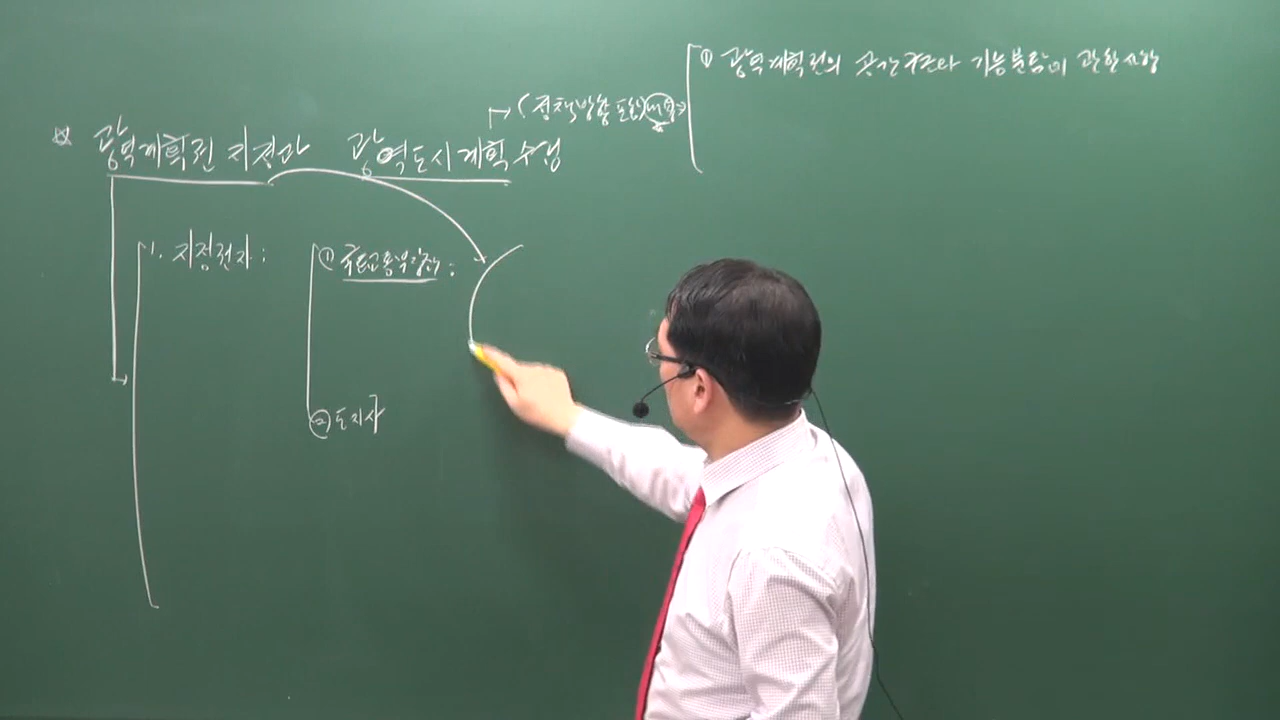 ① 광역계획권의 공간구조와 기능분담에 관한사항
→(정책방향 포함)내용→
☆ 광역계획권 지정과 광역도시계획 수립
1. 지정권자 : ① 국토교통부장관 :
② 도지사